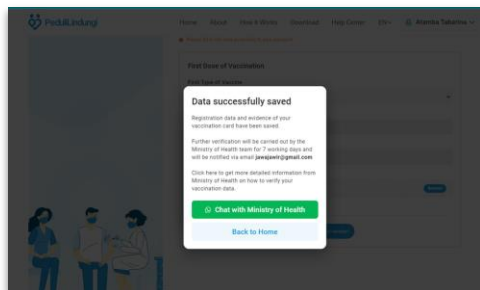 PeduliLindungi
Home About How It Works Download Help Center EN
First Dose of Vaccination
Data successfully saved
Registration data and evidence of your
vaccination card have been saved.
Further verification will be carried out by the
Ministry of Health team for 7 working days and
will be notified via email jawajawir@gmail.com
Click here to get more detailed information from
Ministry of Health on how to verify your
vaccination data.
Chat with Ministry of Health
Back to Home